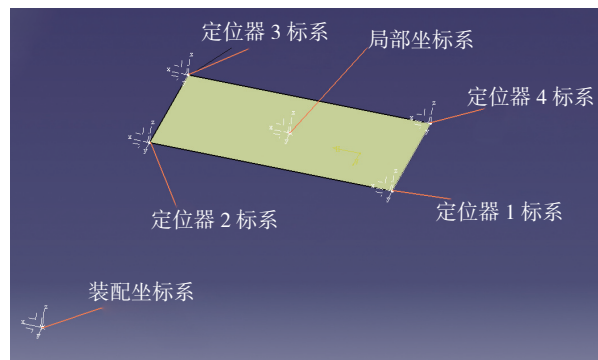 定位器 3 标系
局部坐标系
定位器 4 标系
定位器 2 标系
定位器 1 标系
装配坐标系